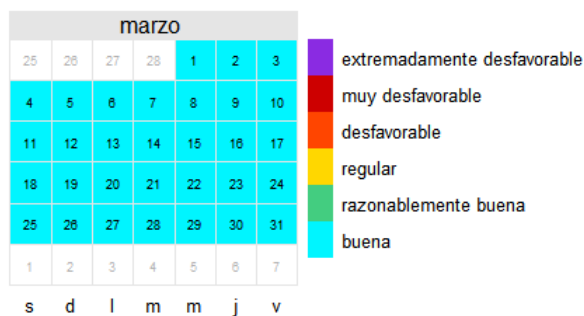 marzo
25 26 27 28 1 2 3
4 5 6 7 8 9 10
11 12 13 14 15 16 17
18 19 20 21 22 23 24
25 26 27 28 29 30 31
1 2 3 4 5 6 7
s d l m m j v
extremadamente desfavorable
muy desfavorable
desfavorable
regular
razonablemente buena
buena